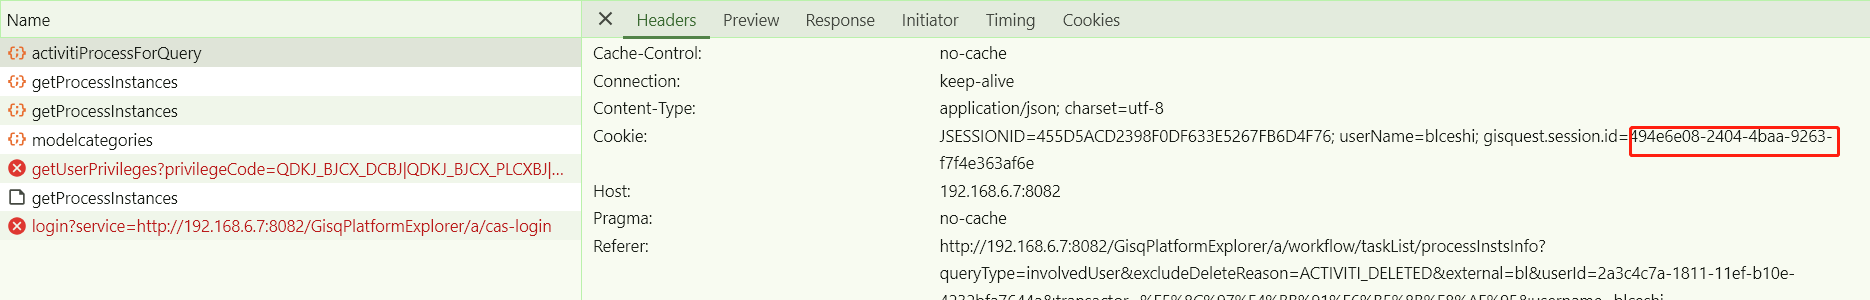 Name
Headers Preview Response Initiator Timing Cookies
activitiProcessForQuery
getProcessInstances
getProcessInstances
modelcategories
getUserPrivileges?privilegeCode=QDKJ_BJCX_DCBJ|QDKJ_BJCX_PLCXBJ|...
getProcessInstances
login?service=http://192.168.6.7:8082/GisqPlatformExplorer/a/cas-login
Cache-Control: no-cache
Connection: keep-alive
Content-Type: application/json; charset=utf-8
Cookie: JSESSIONID=455D5ACD2398F0DF633E5267FB6D4F76; userName=blceshi; gisquest.session.id=494e6e08-2404-4baa-9263-
f7f4e363af6e
Host: 192.168.6.7:8082
Pragma: no-cache
Referer: http://192.168.6.7:8082/GisqPlatformExplorer/a/workflow/taskList/processInstsInfo?
queryType=involvedUser&excludeDeleteReason=ACTIVITI_DELETED&external=bl&userId=2a3c4c7a-1811-11ef-b10e-